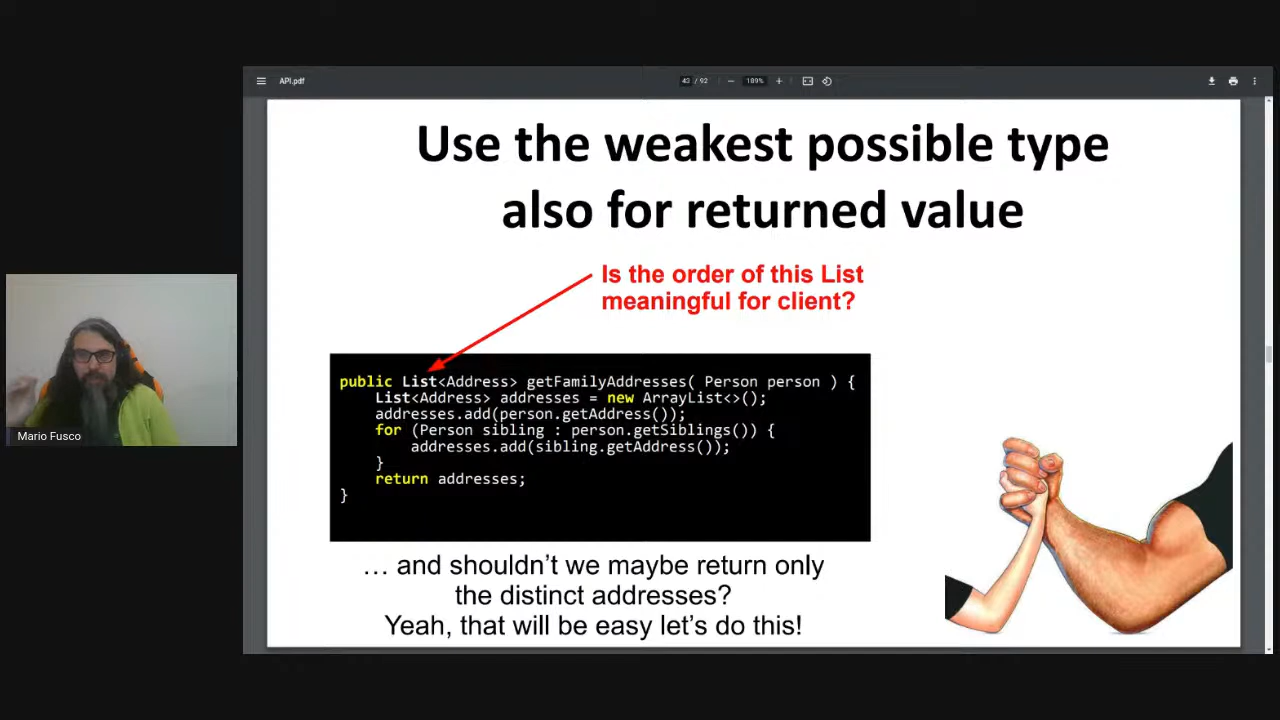 API.pdf
43 / 92
189%
Use the weakest possible type
also for returned value
Is the order of this List
meaningful for client?
public List<Address> getFamilyAddresses( Person person ) {
List<Address> addresses = new ArrayList<>();
addresses.add(person.getAddress());
for (Person sibling : person.getSiblings()) {
addresses.add(sibling.getAddress());
}
return addresses;
}
… and shouldn’t we maybe return only
the distinct addresses?
Yeah, that will be easy let’s do this!
Mario Fusco